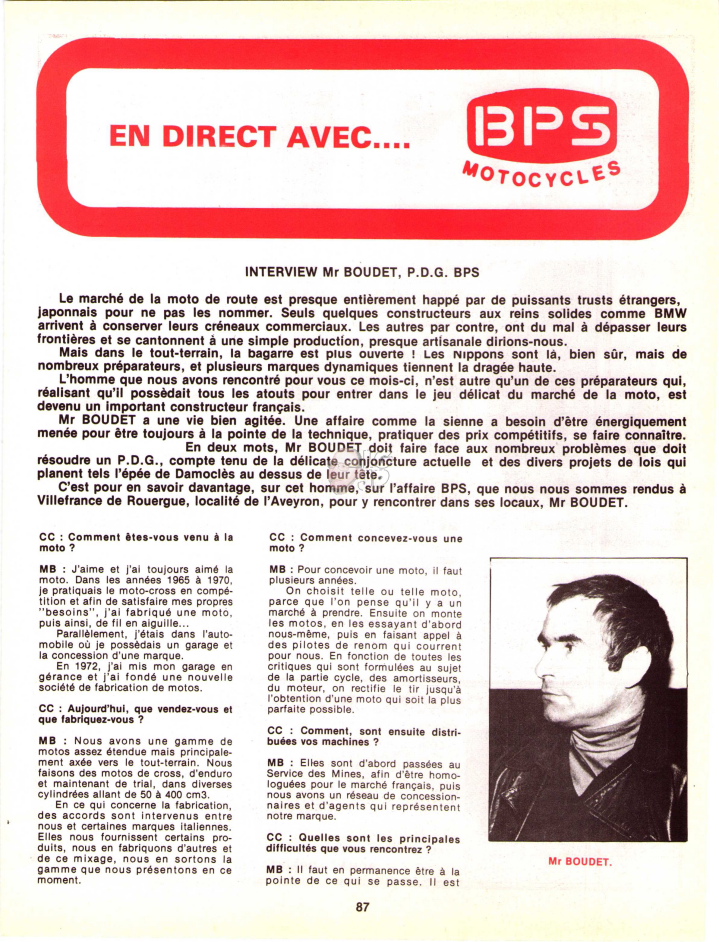 EN DIRECT AVEC....
BPS
MOTOCYCLES
INTERVIEW Mr BOUDET, P.D.G. BPS
Le marché de la moto de route est presque entièrement happé par de puissants trusts étrangers,
japonnais pour ne pas les nommer. Seuls quelques constructeurs aux reins solides comme BMW
arrivent à conserver leurs créneaux commerciaux. Les autres par contre, ont du mal à dépasser leurs
frontières et se cantonnent à une simple production, presque artisanale dirions-nous.
Mais dans le tout-terrain, la bagarre est plus ouverte ! Les Nippons sont là, bien sûr, mais de
nombreux préparateurs, et plusieurs marques dynamiques tiennent la dragée haute.
L'homme que nous avons rencontré pour vous ce mois-ci, n'est autre qu'un de ces préparateurs qui,
réalisant qu'il possèdait tous les atouts pour entrer dans le jeu délicat du marché de la moto, est
devenu un important constructeur français.
Mr BOUDET a une vie bien agitée. Une affaire comme la sienne a besoin d'être énergiquement
menée pour être toujours à la pointe de la technique, pratiquer des prix compétitifs, se faire connaître.
En deux mots, Mr BOUDET doit faire face aux nombreux problèmes que doit
résoudre un P.D.G., compte tenu de la délicate conjoncture actuelle et des divers projets de lois qui
planent tels l'épée de Damoclès au dessus de leur tête.
C'est pour en savoir davantage, sur cet homme, sur l'affaire BPS, que nous nous sommes rendus à
Villefrance de Rouergue, localité de l'Aveyron, pour y rencontrer dans ses locaux, Mr BOUDET.
CC : Comment êtes-vous venu à la
moto ?
MB : J'aime et j'ai toujours aimé la
moto. Dans les années 1965 à 1970,
je pratiquais le moto-cross en compé-
tition et afin de satisfaire mes propres
"besoins", j'ai fabriqué une moto,
puis ainsi, de fil en aiguille...
Parallèlement, j'étais dans l'auto-
mobile où je possèdais un garage et
la concession d'une marque.
En 1972, j'ai mis mon garage en
gérance et j'ai fondé une nouvelle
société de fabrication de motos.
CC : Aujourd'hui, que vendez-vous et
que fabriquez-vous ?
MB : Nous avons une gamme de
motos assez étendue mais principale-
ment axée vers le tout-terrain. Nous
faisons des motos de cross, d'enduro
et maintenant de trial, dans diverses
cylindrées allant de 50 à 400 cm3.
En ce qui concerne la fabrication,
des accords sont intervenus entre
nous et certaines marques italiennes.
Elles nous fournissent certains pro-
duits, nous en fabriquons d'autres et
de ce mixage, nous en sortons la
gamme que nous présentons en ce
moment.
CC : Comment concevez-vous une
moto ?
MB : Pour concevoir une moto, il faut
plusieurs années.
On choisit telle ou telle moto,
parce que l'on pense qu'il y a un
marché à prendre. Ensuite on monte
les motos, en les essayant d'abord
nous-même, puis en faisant appel à
des pilotes de renom qui courrent
pour nous. En fonction de toutes les
critiques qui sont formulées au sujet
de la partie cycle, des amortisseurs,
du moteur, on rectifie le tir jusqu'à
l'obtention d'une moto qui soit la plus
parfaite possible.
CC : Comment, sont ensuite distri-
buées vos machines ?
MB : Elles sont d'abord passées au
Service des Mines, afin d'être homo-
loguées pour le marché français, puis
nous avons un réseau de concession-
naires et d'agents qui représentent
notre marque.
CC : Quelles sont les principales
difficultés que vous rencontrez ?
MB : Il faut en permanence être à la
pointe de ce qui se passe. Il est
Mr BOUDET.
87